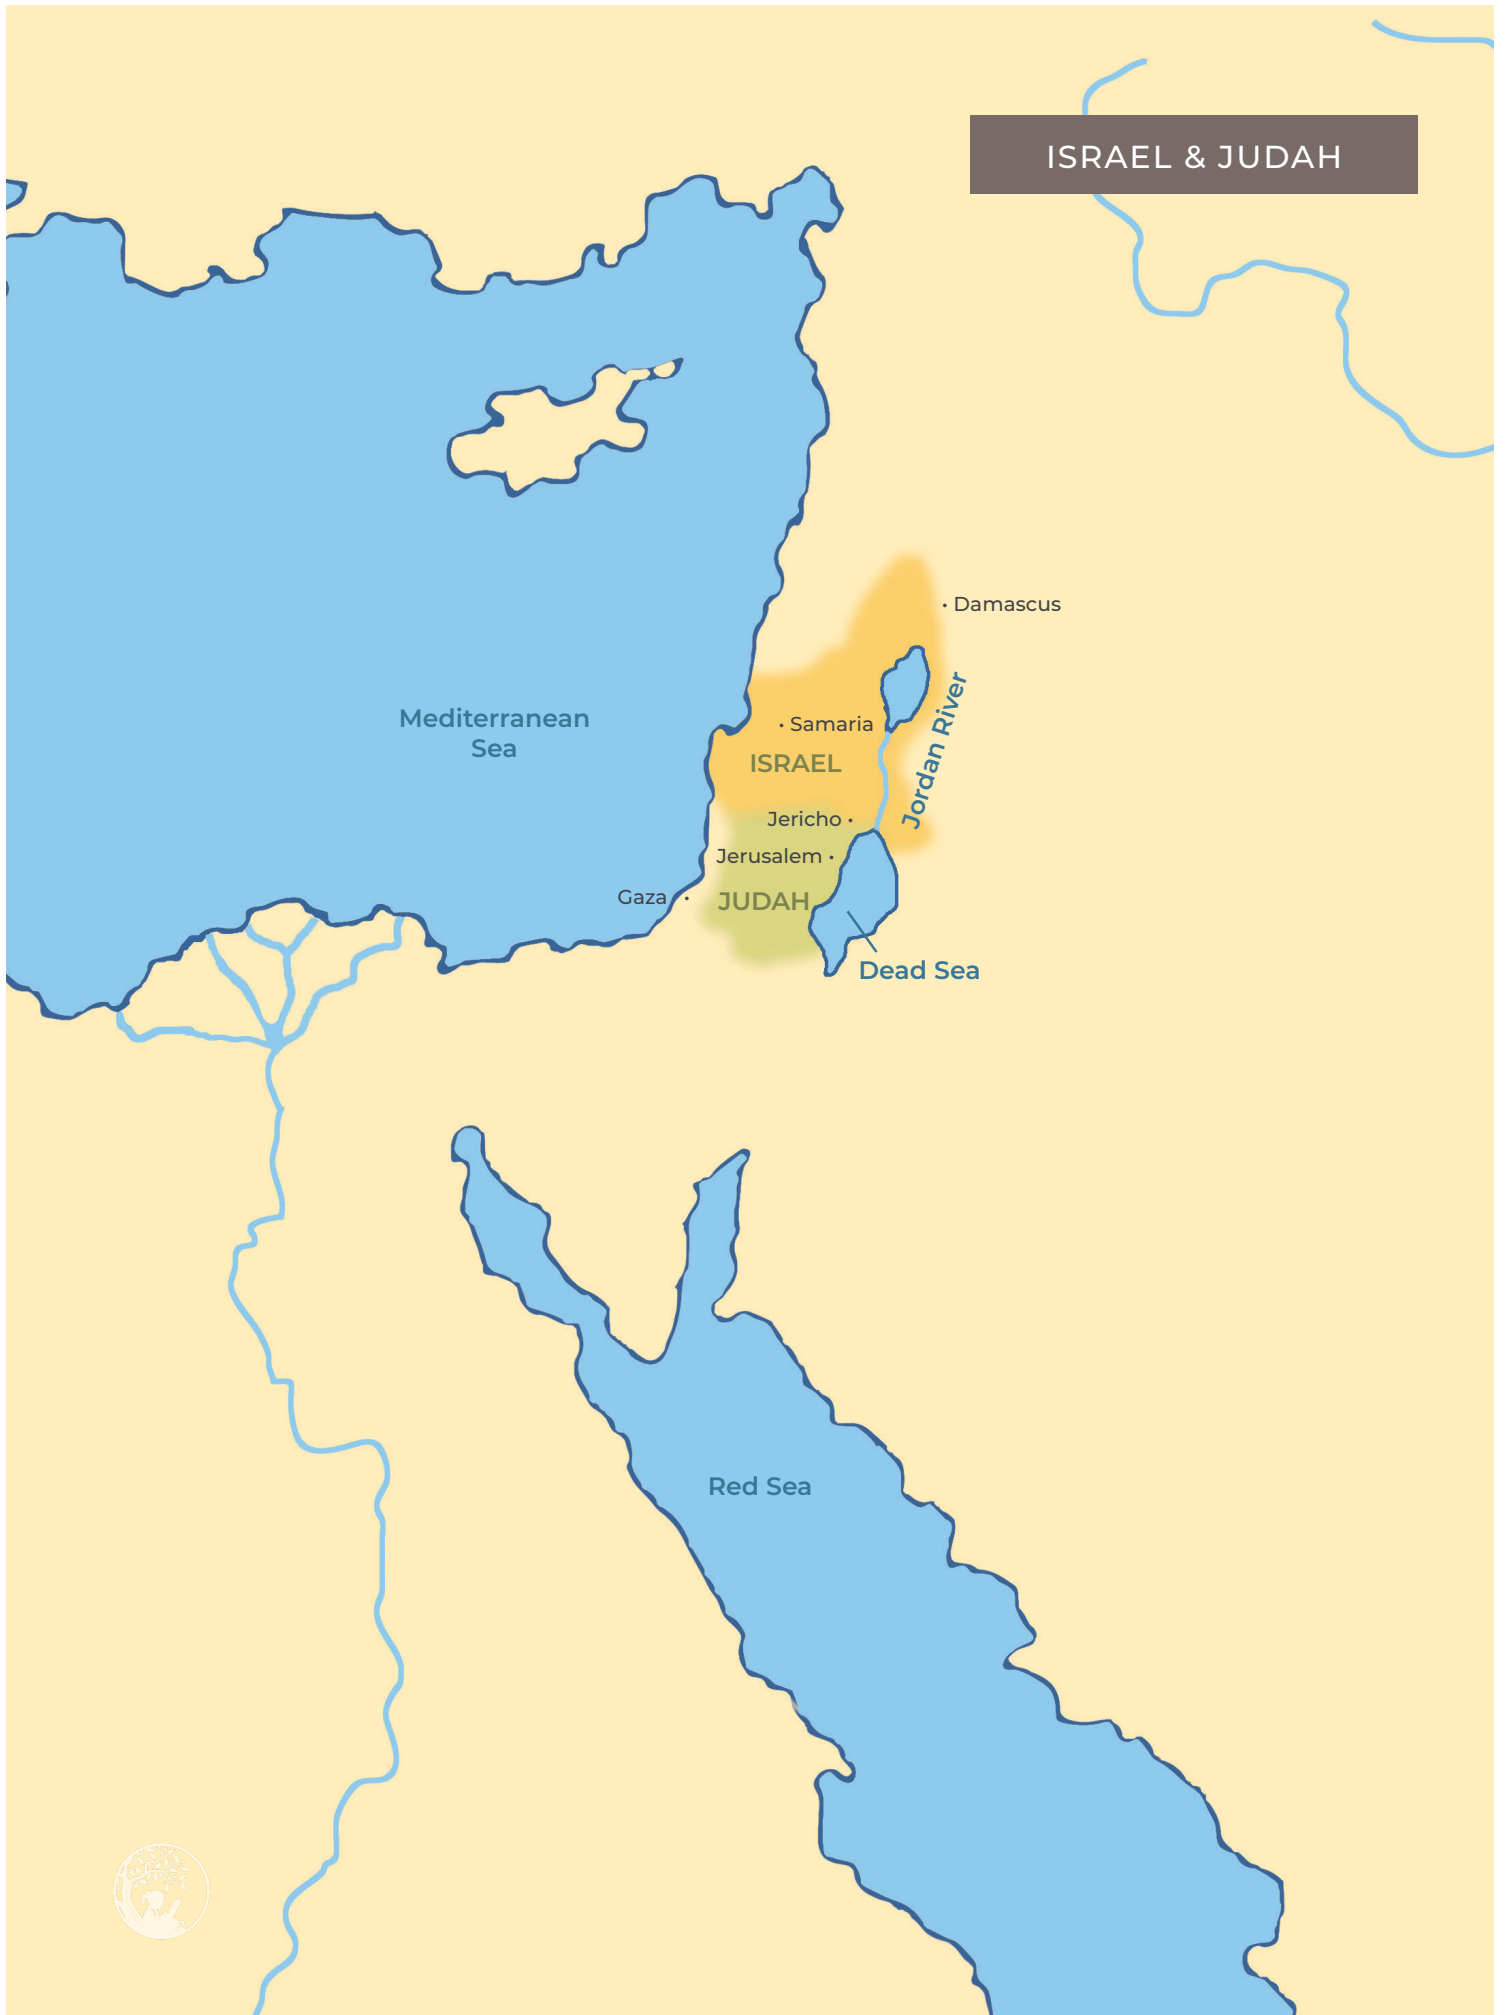 ISRAEL & JUDAH
Damascus
Jordan River
Mediterranean
Sea
Samaria
ISRAEL
Jericho
Jerusalem
Gaza
JUDAH
Dead Sea
Red Sea